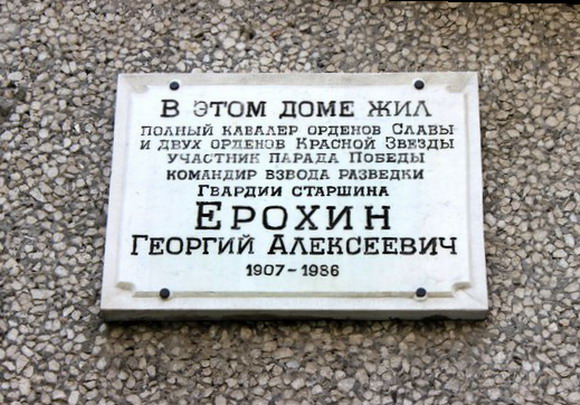 В ЭТОМ ДОМЕ ЖИЛ
ПОЛНЫЙ КАВАЛЕР ОРДЕНОВ СЛАВЫ
И ДВУХ ОРДЕНОВ КРАСНОЙ ЗВЕЗДЫ
УЧАСТНИК ПАРАДА ПОБЕДЫ
КОМАНДИР ВЗВОДА РАЗВЕДКИ
ГВАРДИИ СТАРШИНА
ЕРОХИН
ГЕОРГИЙ АЛЕКСЕЕВИЧ
1907-1986